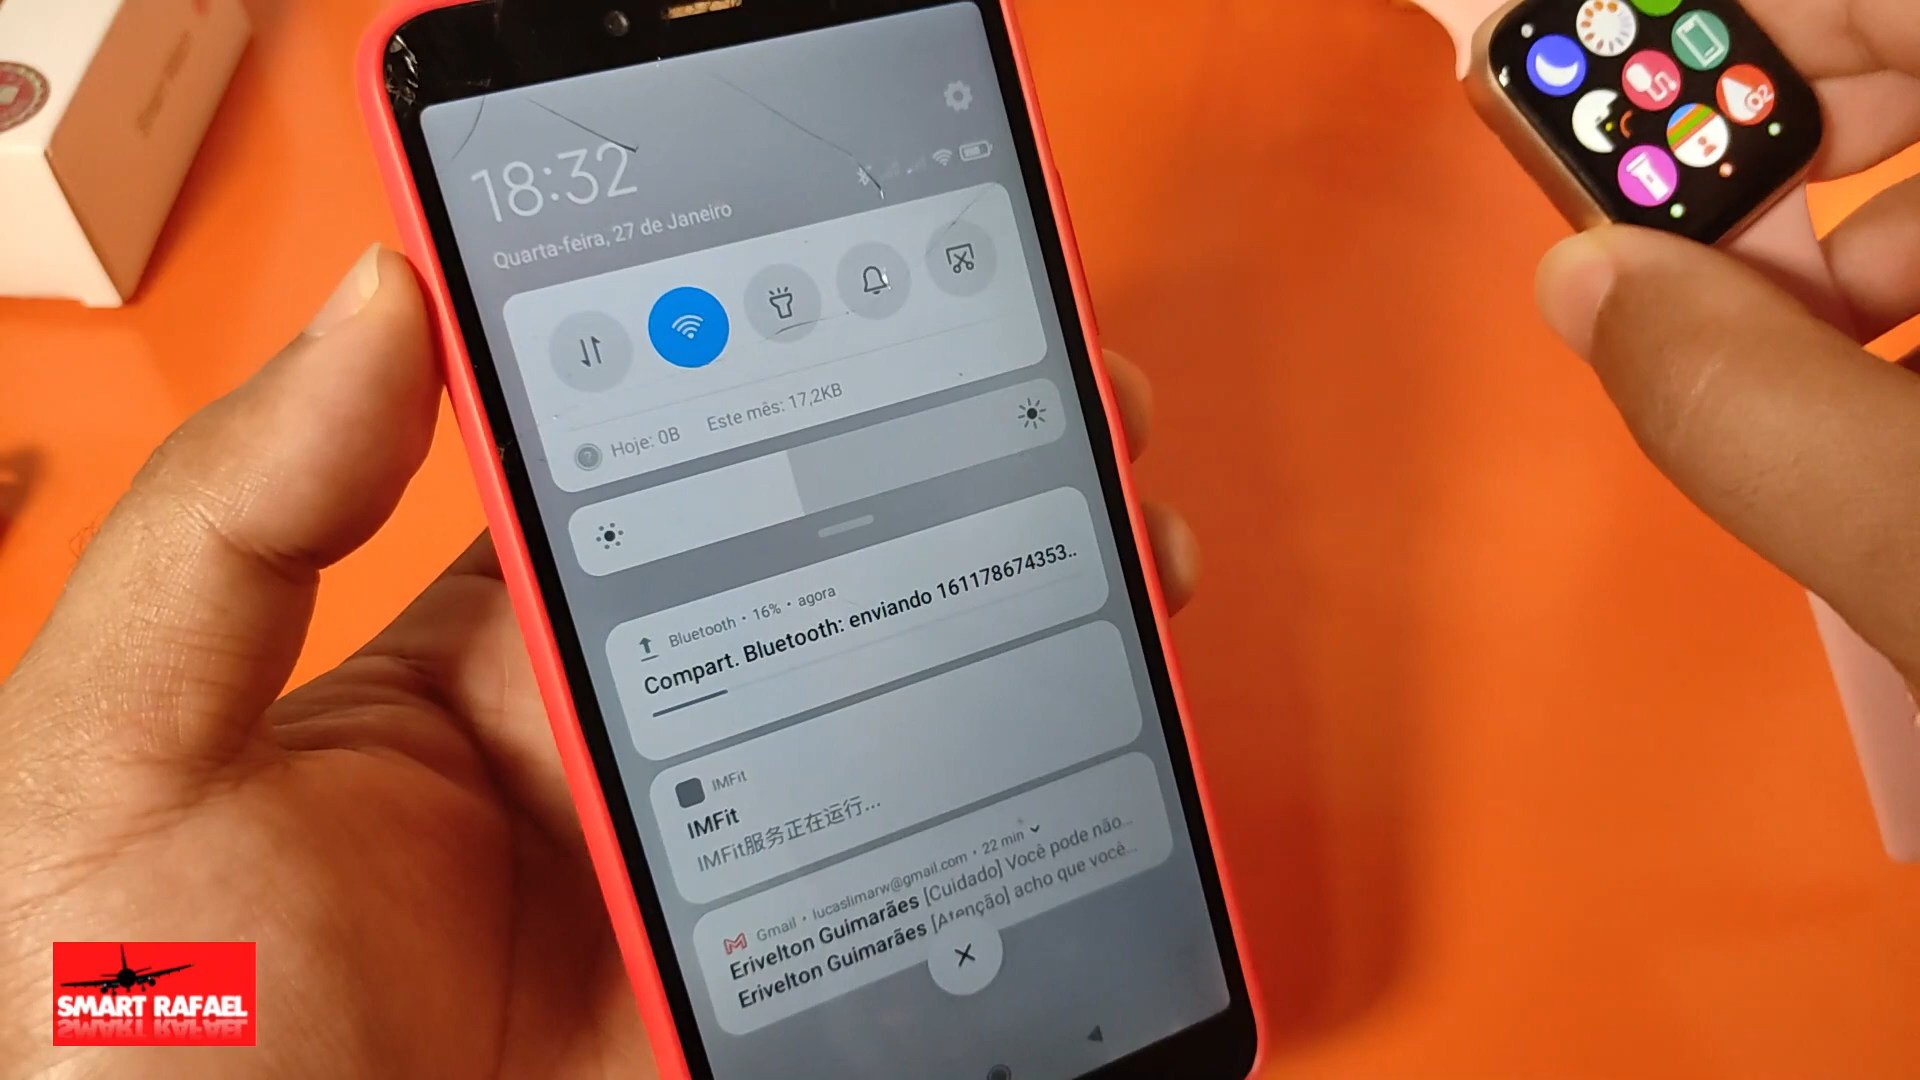 18:32
Quarta-feira, 27 de Janeiro
Hoje: 0B Este mês: 17,2KB
Bluetooth • 16% • agora
Compart. Bluetooth: enviando 161178674353..
IMFit
IMFit
IMFit服务正在运行...
Gmail • lucaslimarw@gmail.com • 22 min
Erivelton Guimarães [Cuidado] Você pode não...
Erivelton Guimarães [Atenção] acho que você...
O2
SMART RAFAEL